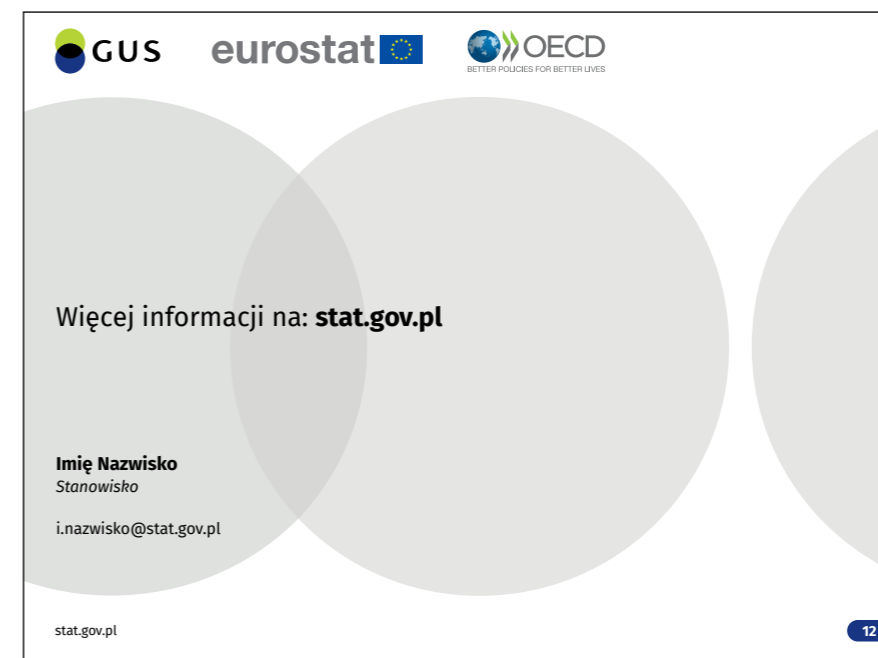 GUS
eurostat
OECD
BETTER POLICIES FOR BETTER LIVES
Więcej informacji na: stat.gov.pl
Imię Nazwisko
Stanowisko
i.nazwisko@stat.gov.pl
stat.gov.pl
12